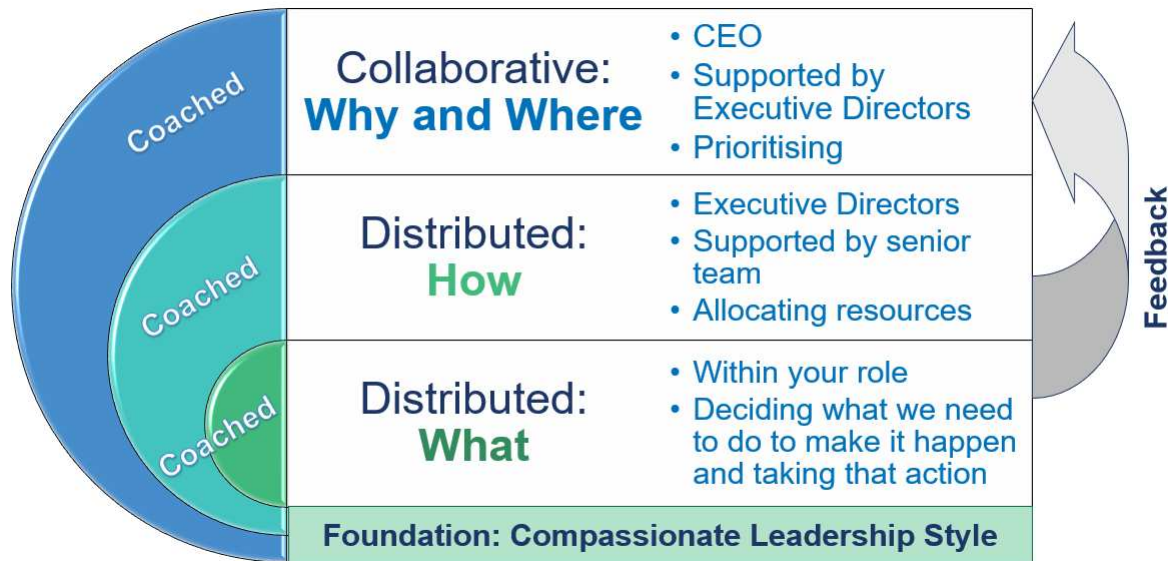 Coached
Collaborative:
Why and Where
• CEO
• Supported by
Executive Directors
• Prioritising
Coached
Distributed:
How
• Executive Directors
• Supported by senior
team
• Allocating resources
Coached
Distributed:
What
• Within your role
• Deciding what we need
to do to make it happen
and taking that action
Foundation: Compassionate Leadership Style
Feedback